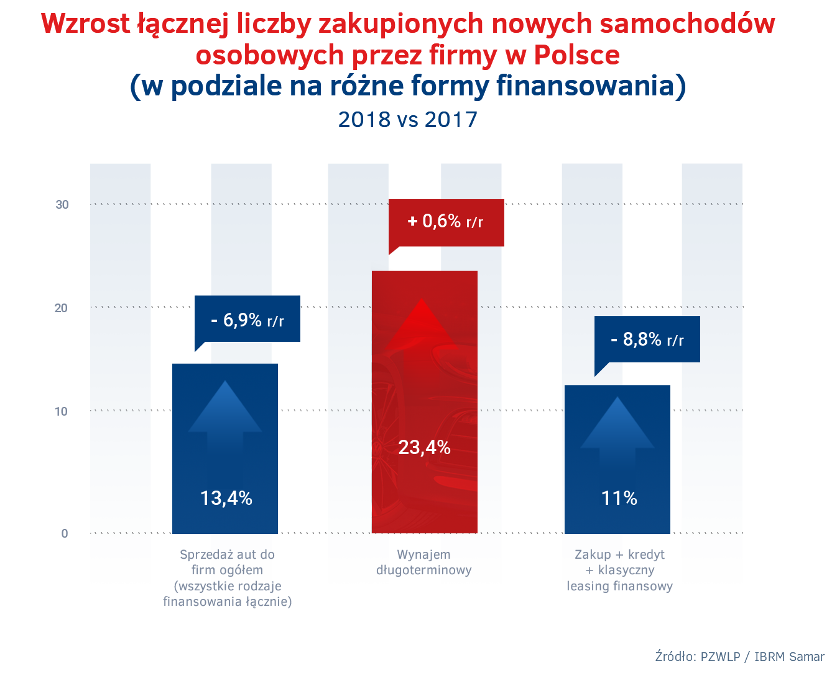 Wzrost łącznej liczby zakupionych nowych samochodów
osobowych przez firmy w Polsce
(w podziale na różne formy finansowania)
2018 vs 2017
30
+ 0,6% r/r
- 6,9% r/r
20
- 8,8% r/r
10
23,4%
13,4%
11%
0
Sprzedaż aut do
firm ogółem
(wszystkie rodzaje
finansowania łącznie)
Wynajem
długoterminowy
Zakup + kredyt
+ klasyczny
leasing finansowy
Źródło: PZWLP / IBRM Samar